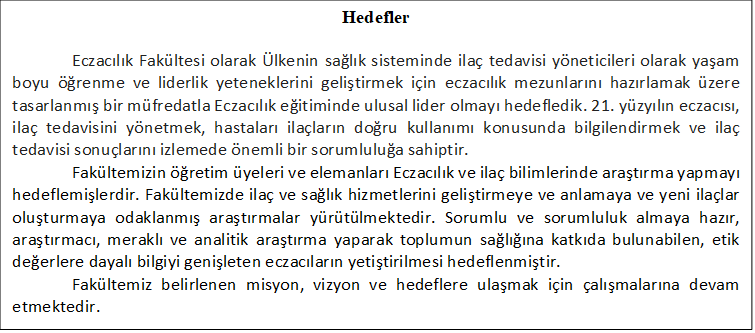 Hedefler
Eczacılık Fakültesi olarak Ülkenin sağlık sisteminde ilaç tedavisi yöneticileri olarak yaşam
boyu öğrenme ve liderlik yeteneklerini geliştirmek için eczacılık mezunlarını hazırlamak üzere
tasarlanmış bir müfredatla Eczacılık eğitiminde ulusal lider olmayı hedefledik. 21. yüzyılın eczacısı,
ilaç tedavisini yönetmek, hastaları ilaçların doğru kullanımı konusunda bilgilendirmek ve ilaç
tedavisi sonuçlarını izlemede önemli bir sorumluluğa sahiptir.
Fakültemizin öğretim üyeleri ve elemanları Eczacılık ve ilaç bilimlerinde araştırma yapmayı
hedeflemişlerdir. Fakültemizde ilaç ve sağlık hizmetlerini geliştirmeye ve anlamaya ve yeni ilaçlar
oluşturmaya odaklanmış araştırmalar yürütülmektedir. Sorumlu ve sorumluluk almaya hazır,
araştırmacı, meraklı ve analitik araştırma yaparak toplumun sağlığına katkıda bulunabilen, etik
değerlere dayalı bilgiyi genişleten eczacıların yetiştirilmesi hedeflenmiştir.
Fakültemiz belirlenen misyon, vizyon ve hedeflere ulaşmak için çalışmalarına devam
etmektedir.